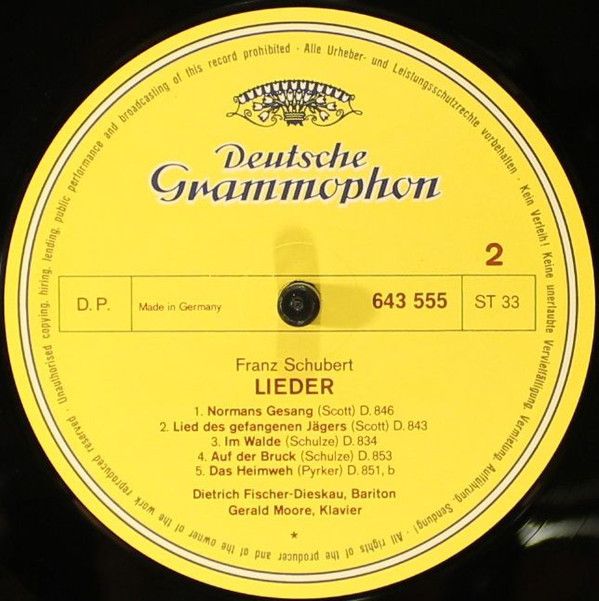 Alle Urheber- und Leistungsschutzrechte vorbehalten · Kein Verleih! Keine unerlaubte Vervielfältigung, Vermietung, Aufführung, Sendung! · All rights of the producer and of the owner of the work reproduced reserved · Unauthorised copying, hiring, lending, public performance and broadcasting of this record prohibited ·
Deutsche
Grammophon
2
D. P.
Made in Germany
643 555
ST 33
Franz Schubert
LIEDER
1. Normans Gesang (Scott) D. 846
2. Lied des gefangenen Jägers (Scott) D. 843
3. Im Walde (Schulze) D. 834
4. Auf der Bruck (Schulze) D. 853
5. Das Heimweh (Pyrker) D. 851, b
Dietrich Fischer-Dieskau, Bariton
Gerald Moore, Klavier
*